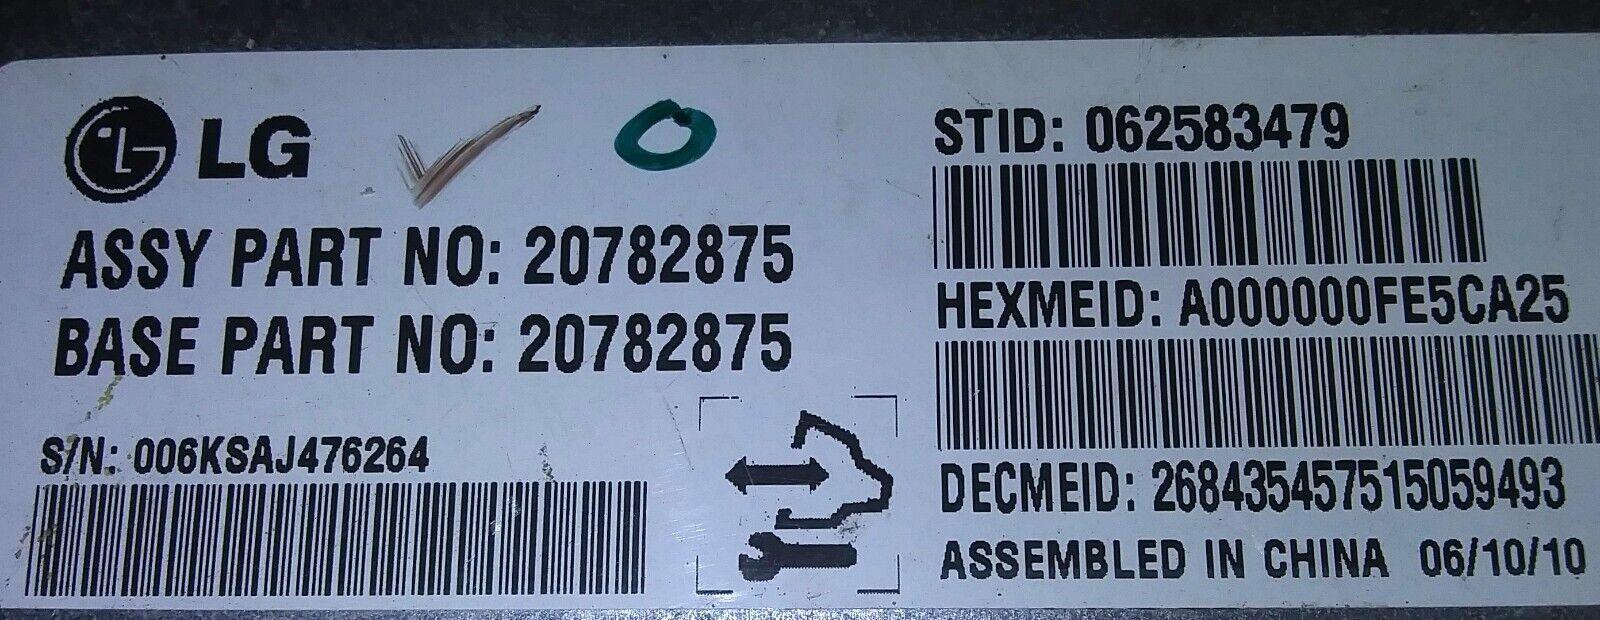 LG
ASSY PART NO: 20782875
BASE PART NO: 20782875
S/N: 006KSAJ476264
STID: 062583479
HEXMEID: A000000FE5CA25
DECMEID: 268435457515059493
ASSEMBLED IN CHINA 06/10/10